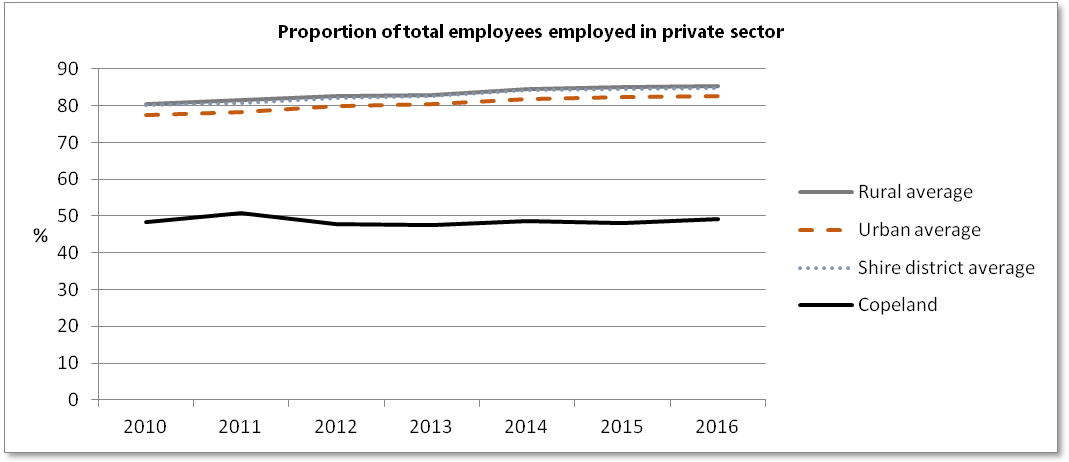 Proportion of total employees employed in private sector
90
80
70
60
50
40
30
20
10
0
%
2010 2011 2012 2013 2014 2015 2016
Rural average
Urban average
Shire district average
Copeland